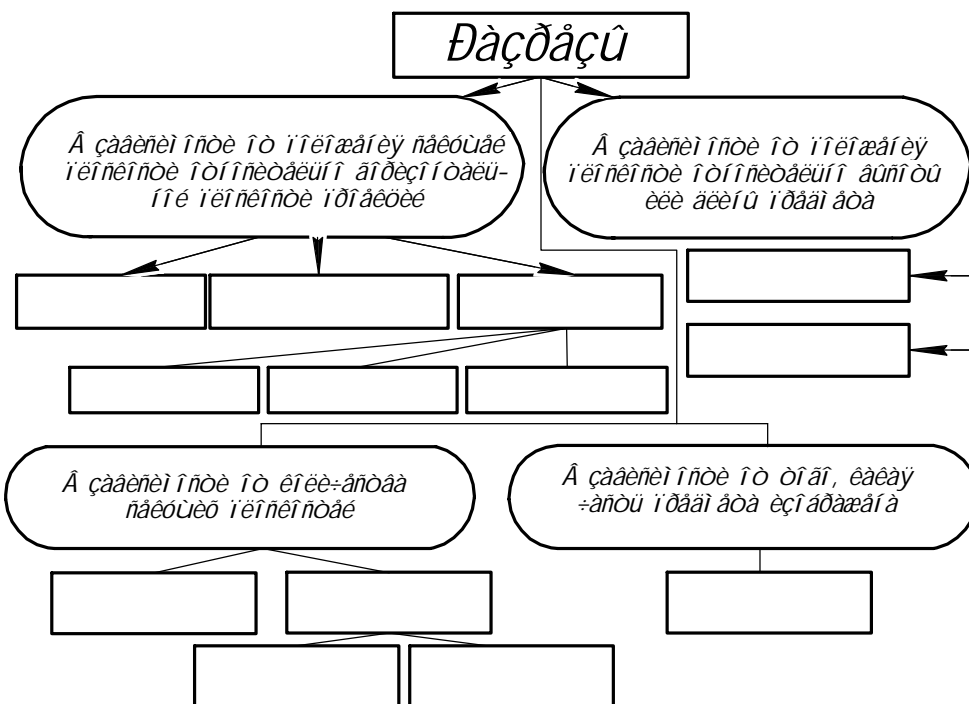 Ðàçðåçû
Â çàâèñèìîñòè îò ïîëîæåíèÿ ñåêóùåé
ïëîñêîñòè îòíîñèòåëüíî ãîðèçîíòàëü-
íîé ïëîñêîñòè ïðîåêöèé
Â çàâèñèìîñòè îò ïîëîæåíèÿ
ïëîñêîñòè îòíîñèòåëüíî âûñîòû
èëè äëèíû ïðåäìåòà
Â çàâèñèìîñòè îò êîëè÷åñòâà
ñåêóùèõ ïëîñêîñòåé
Â çàâèñèìîñòè îò òîãî, êàêàÿ
÷àñòü ïðåäìåòà èçîáðàæåíà